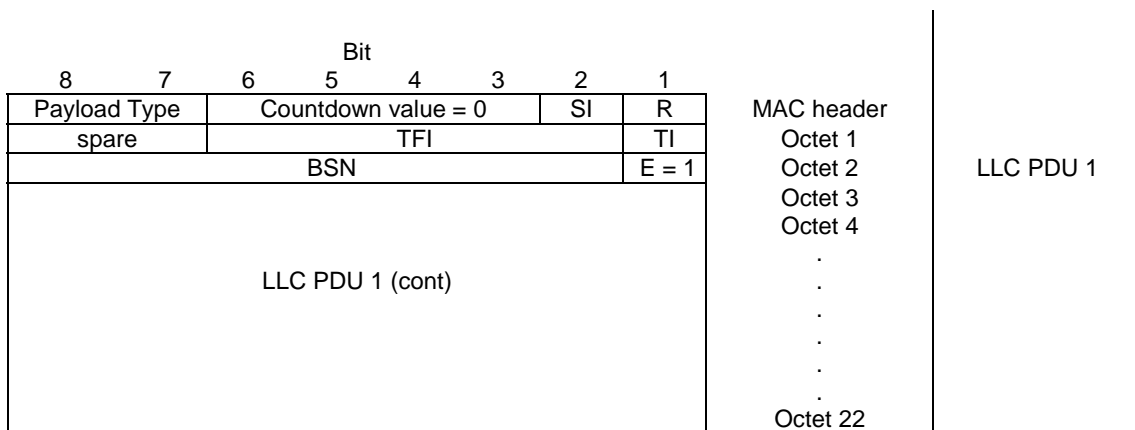 Bit
8 7 6 5 4 3 2 1
Payload Type Countdown value = 0 SI R MAC header
spare TFI TI Octet 1
BSN E = 1 Octet 2 LLC PDU 1
Octet 3
Octet 4
.
LLC PDU 1 (cont) .
.
.
.
.
Octet 22